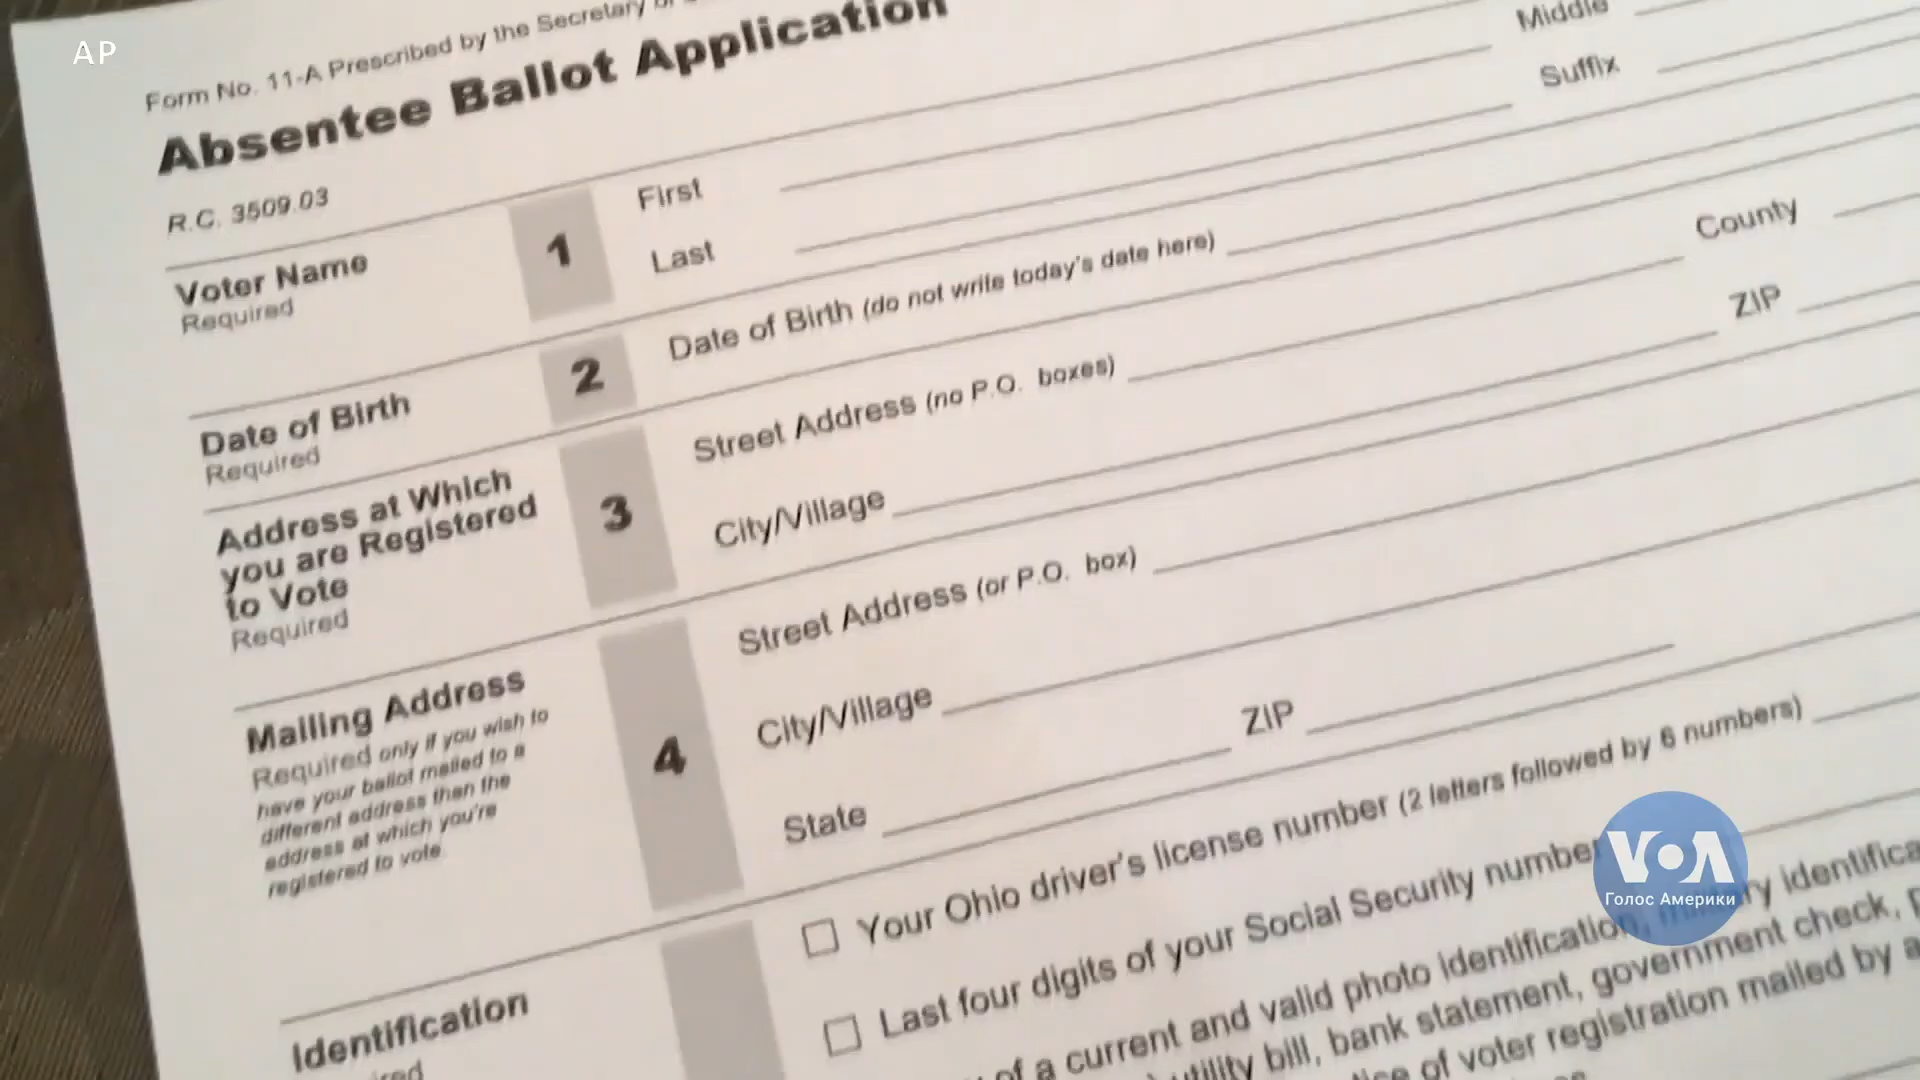 AP
Form No. 11-A Prescribed by the Secretary
Absentee Ballot Application
R.C. 3509.03
Voter Name
Required
1
First
Middle
Last
Suffix
Date of Birth
Required
2
Date of Birth (do not write today's date here)
Address at Which
you are Registered
to Vote
Required
3
Street Address (no P.O. boxes)
County
City/Village
ZIP
Mailing Address
Required only if you wish to
have your ballot mailed to a
different address than the
address at which you're
registered to vote.
4
Street Address (or P.O. box)
City/Village
ZIP
State
Identification
Your Ohio driver's license number (2 letters followed by 6 numbers)
Last four digits of your Social Security number
of a current and valid photo identification, military
utility bill, bank statement, government check,
of voter registration mailed by
VOA
Голос Америки